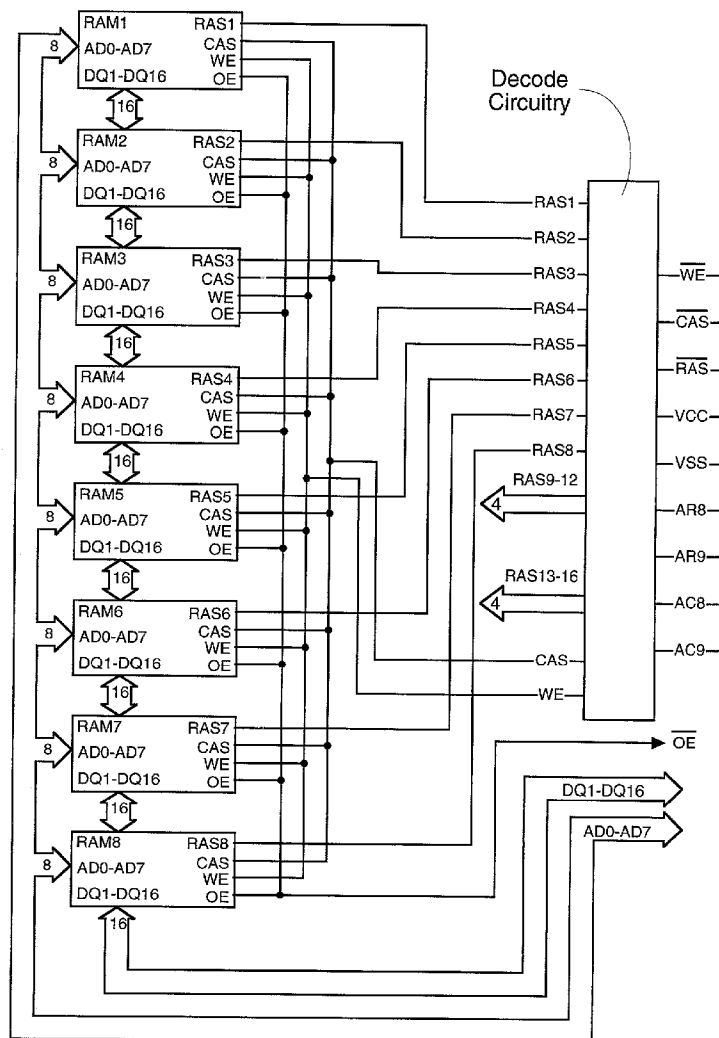 RAM1 RAS1
8 AD0-AD7 CAS
WE
DQ1-DQ16 OE
16
RAM2 RAS2
8 AD0-AD7 CAS
WE
DQ1-DQ16 OE
16
RAM3 RAS3
8 AD0-AD7 CAS
WE
DQ1-DQ16 OE
16
RAM4 RAS4
8 AD0-AD7 CAS
WE
DQ1-DQ16 OE
16
RAM5 RAS5
8 AD0-AD7 CAS
WE
DQ1-DQ16 OE
16
RAM6 RAS6
8 AD0-AD7 CAS
WE
DQ1-DQ16 OE
16
RAM7 RAS7
8 AD0-AD7 CAS
WE
DQ1-DQ16 OE
16
RAM8 RAS8
8 AD0-AD7 CAS
WE
DQ1-DQ16 OE
16
Decode
Circuitry
RAS1
RAS2
RAS3
RAS4
RAS5
RAS6
RAS7
RAS8
RAS9-12
4
RAS13-16
4
CAS
WE
W̅E̅
C̅A̅S̅
R̅A̅S̅
VCC
VSS
AR8
AR9
AC8
AC9
O̅E̅
DQ1-DQ16
AD0-AD7